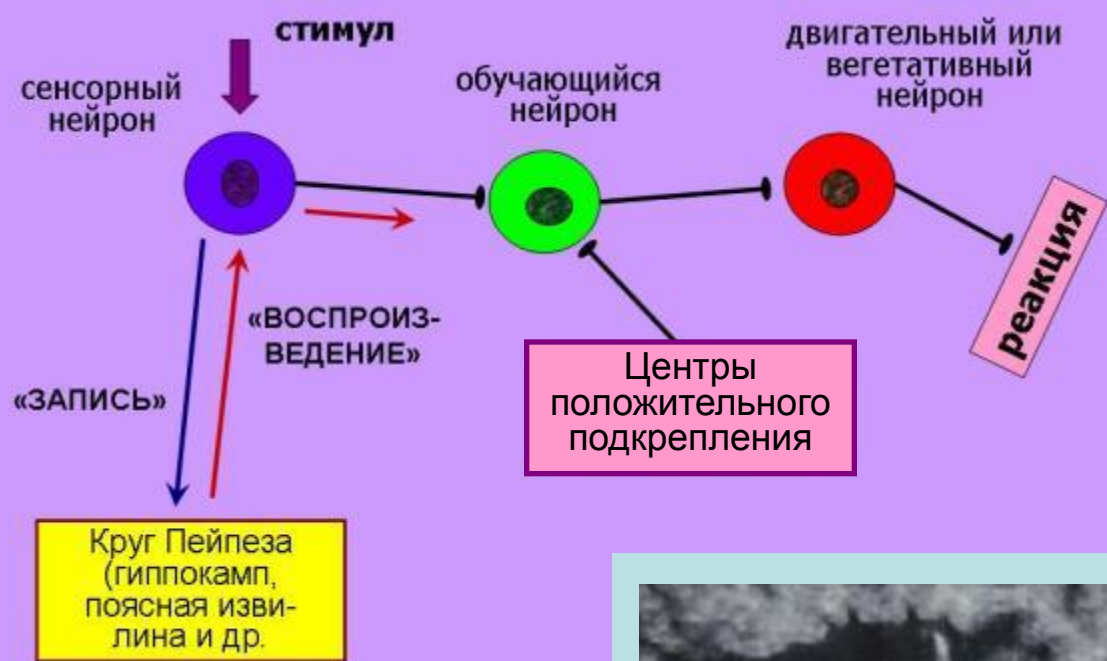 стимул
сенсорный
нейрон
обучающийся
нейрон
двигательный или
вегетативный
нейрон
реакция
«ВОСПРОИЗ-
ВЕДЕНИЕ»
«ЗАПИСЬ»
Центры
положительного
подкрепления
Круг Пейпеза
(гиппокамп,
поясная изви-
лина и др.